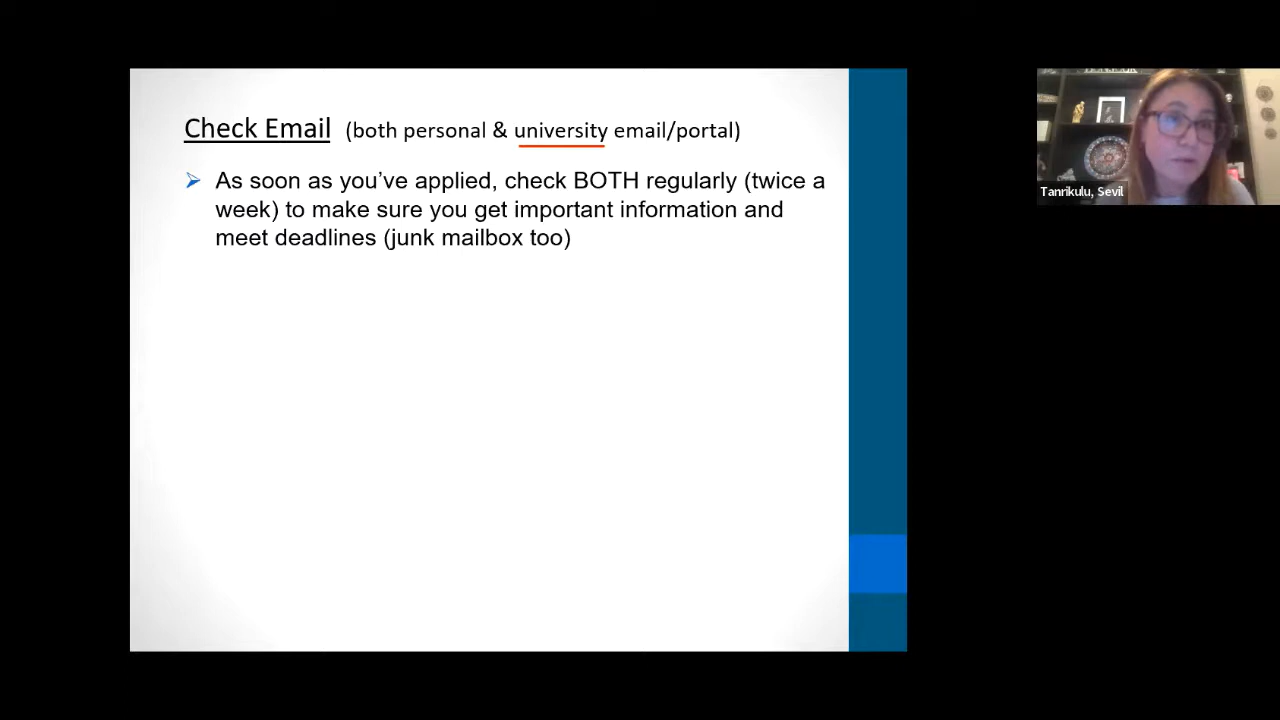 Check Email (both personal & university email/portal)
As soon as you’ve applied, check BOTH regularly (twice a
week) to make sure you get important information and
meet deadlines (junk mailbox too)
Tanrikulu, Sevil